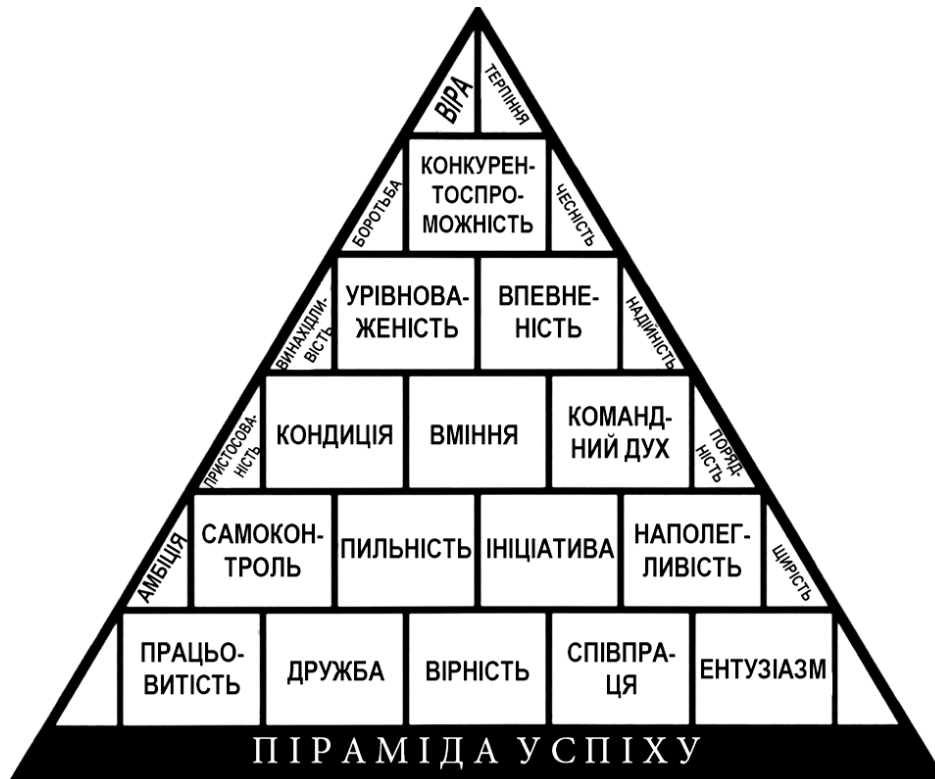 ВІРА
ТЕРПІННЯ
БОРОТЬБА
КОНКУРЕН-
ТОСПРО-
МОЖНІСТЬ
ЧЕСНІСТЬ
ВИНАХІДЛИ-
ВІСТЬ
УРІВНОВА-
ЖЕНІСТЬ
ВПЕВНЕ-
НІСТЬ
НАДІЙНІСТЬ
ПРИСТОСОВА-
НІСТЬ
КОНДИЦІЯ
ВМІННЯ
КОМАНД-
НИЙ ДУХ
ПОРЯД-
НІСТЬ
АМБІЦІЯ
САМОКОН-
ТРОЛЬ
ПИЛЬНІСТЬ
ІНІЦІАТИВА
НАПОЛЕГ-
ЛИВІСТЬ
ЩИРІСТЬ
ПРАЦЬО-
ВИТІСТЬ
ДРУЖБА
ВІРНІСТЬ
СПІВПРА-
ЦЯ
ЕНТУЗІАЗМ
ПІРАМІДА УСПІХУ